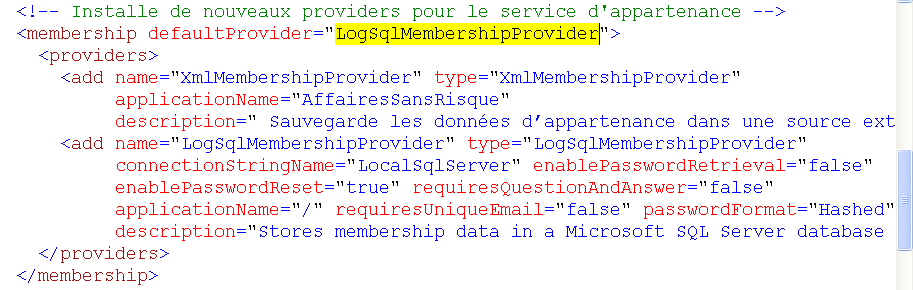 <!-- Installe de nouveaux providers pour le service d'appartenance -->
<membership defaultProvider="LogSqlMembershipProvider">
<providers>
<add name="XmlMembershipProvider" type="XmlMembershipProvider"
applicationName="AffairesSansRisque"
description=" Sauvegarde les données d’appartenance dans une source ext
<add name="LogSqlMembershipProvider" type="LogSqlMembershipProvider"
connectionStringName="LocalSqlServer" enablePasswordRetrieval="false"
enablePasswordReset="true" requiresQuestionAndAnswer="false"
applicationName="/" requiresUniqueEmail="false" passwordFormat="Hashed"
description="Stores membership data in a Microsoft SQL Server database
</providers>
</membership>